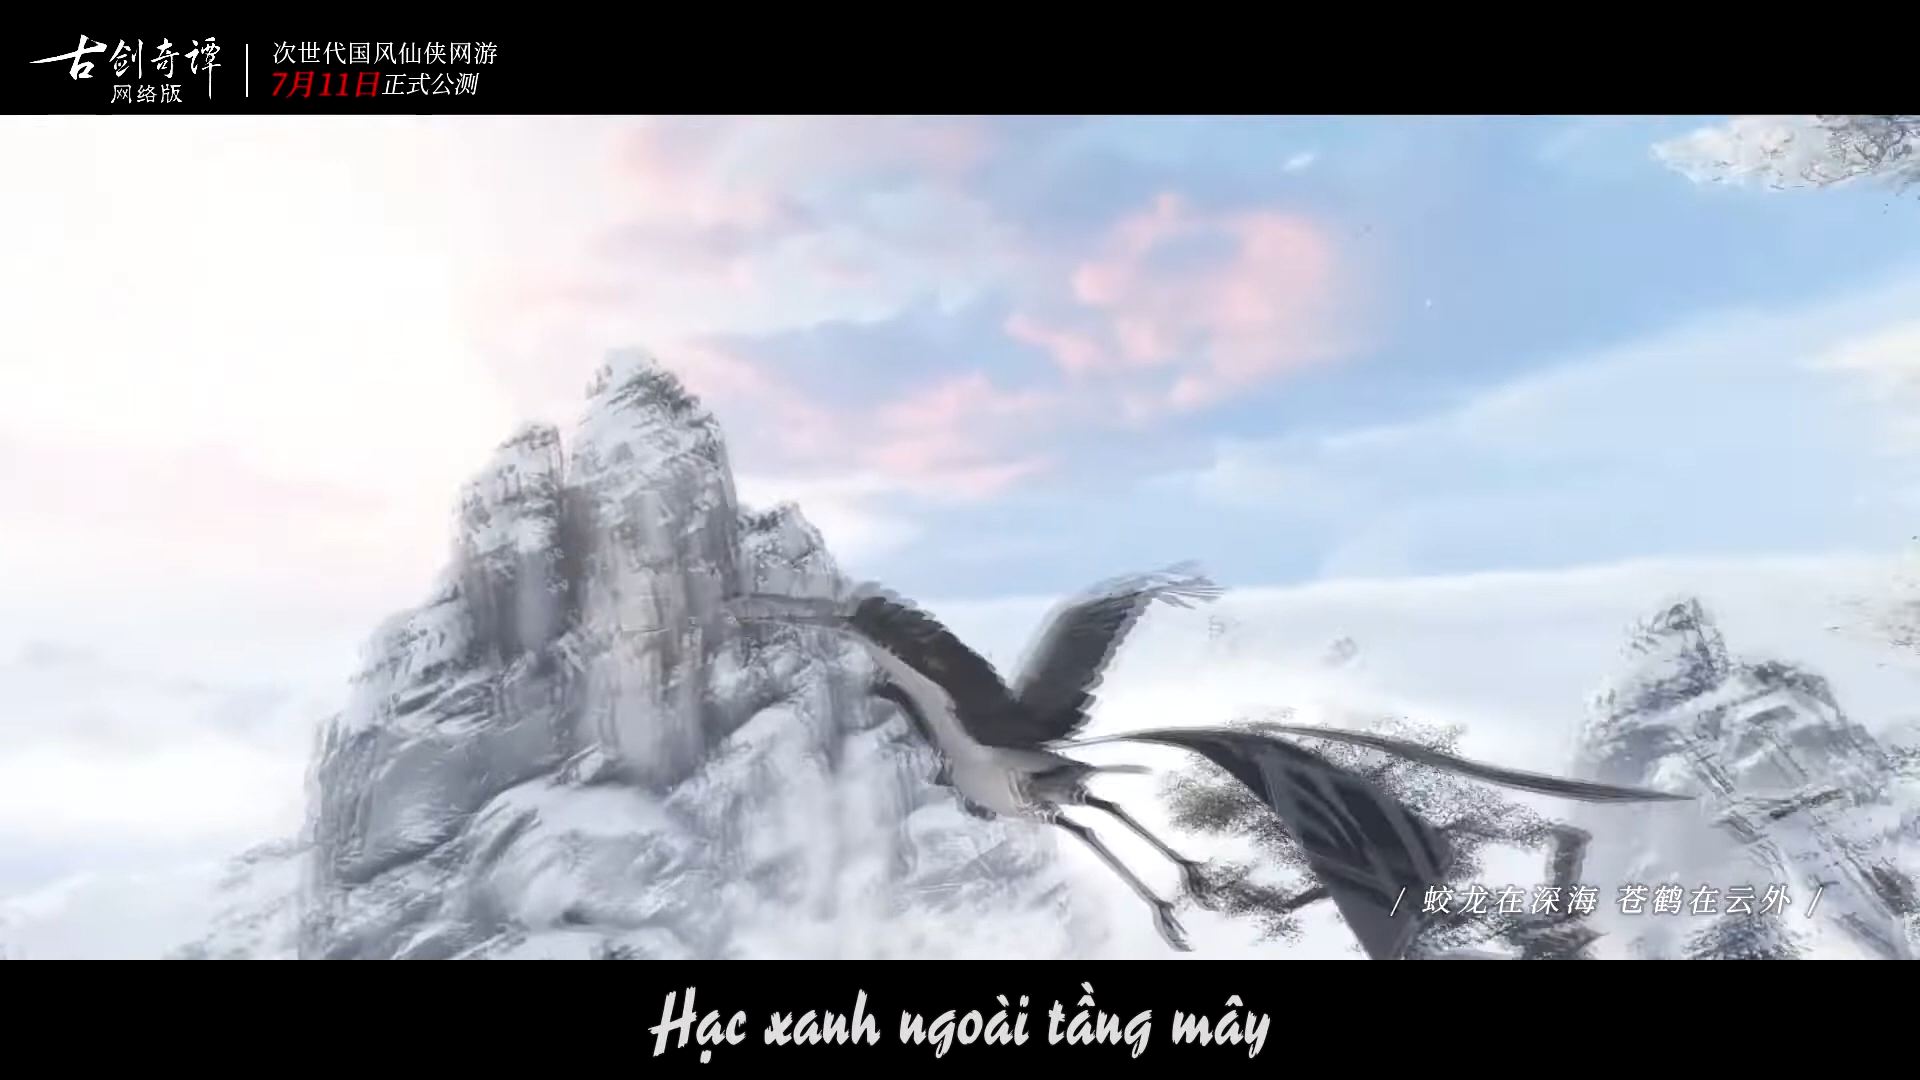 古剑奇谭
网络版
次世代国风仙侠网游
7月11日正式公测
/ 蛟龙在深海 苍鹤在云外 /
Hạc xanh ngoài tầng mây